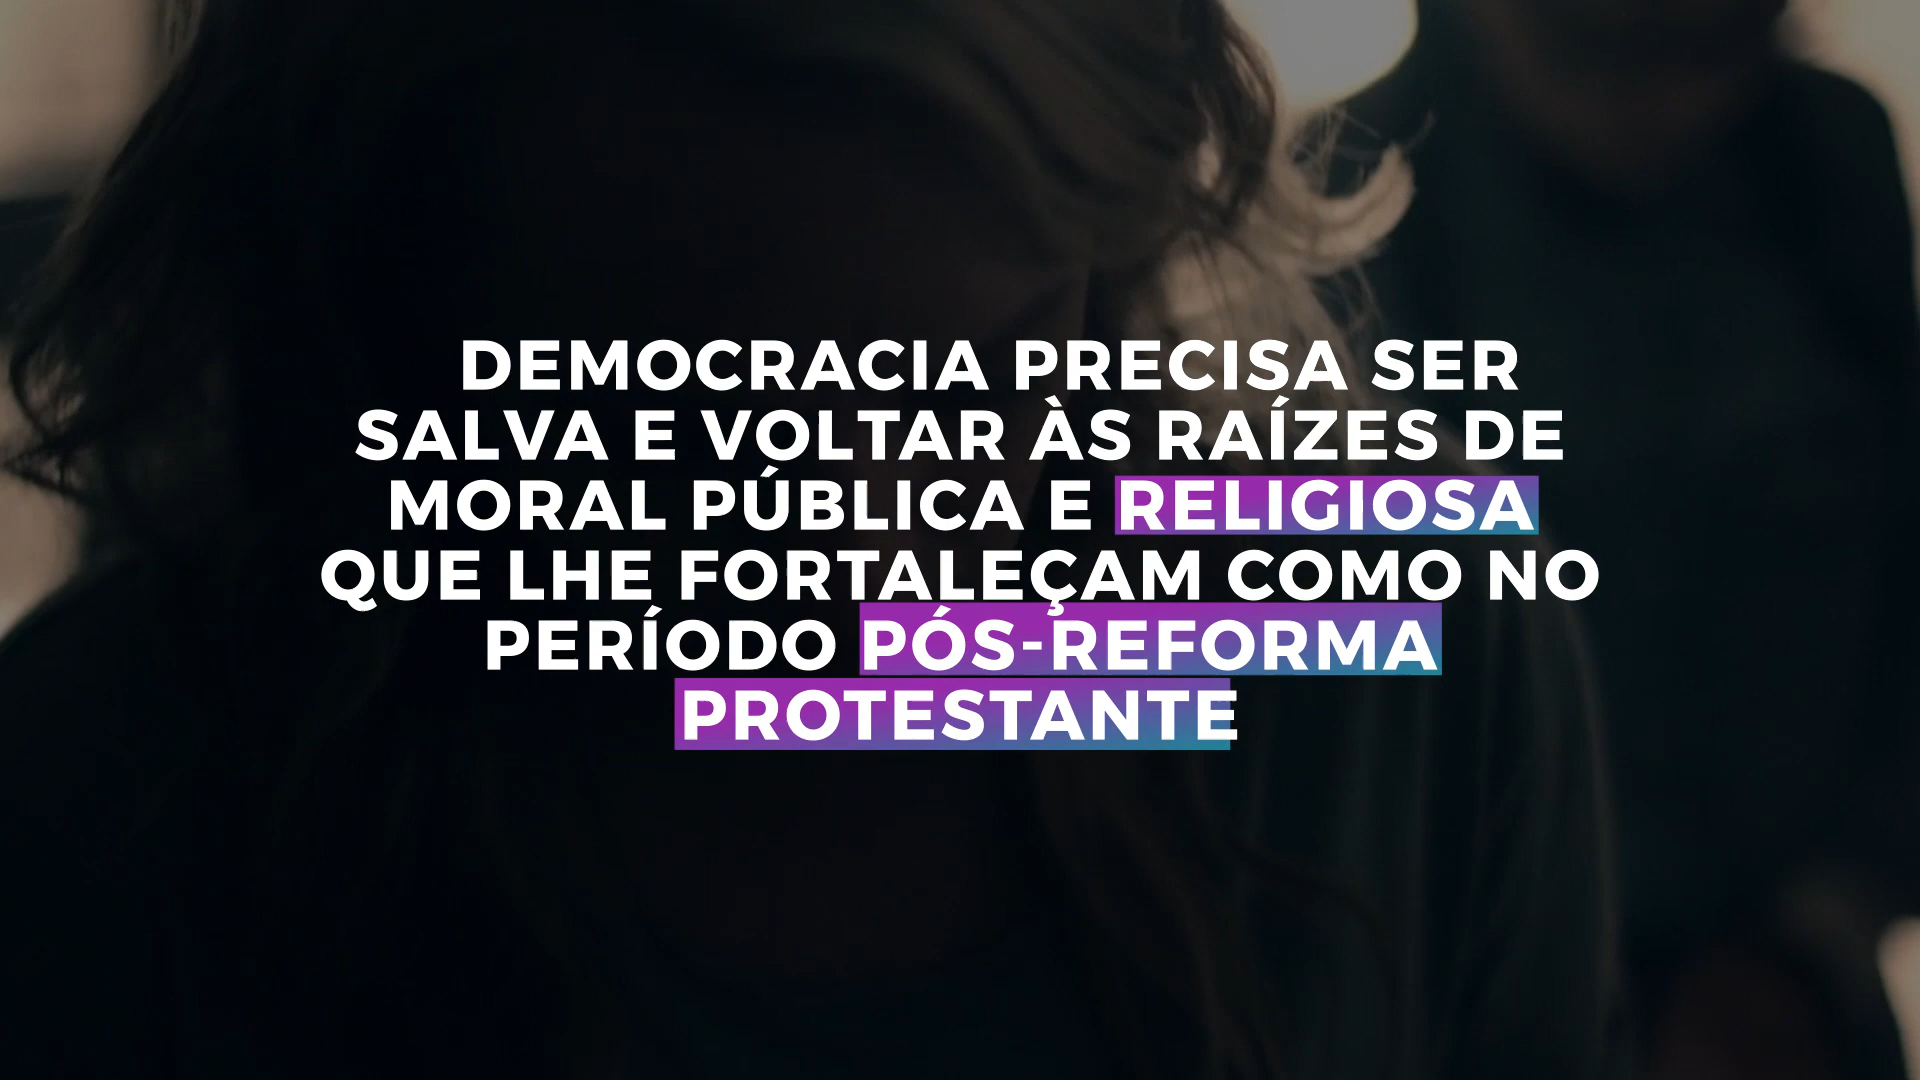 DEMOCRACIA PRECISA SER
SALVA E VOLTAR ÀS RAÍZES DE
MORAL PÚBLICA E RELIGIOSA
QUE LHE FORTALEÇAM COMO NO
PERÍODO PÓS-REFORMA
PROTESTANTE